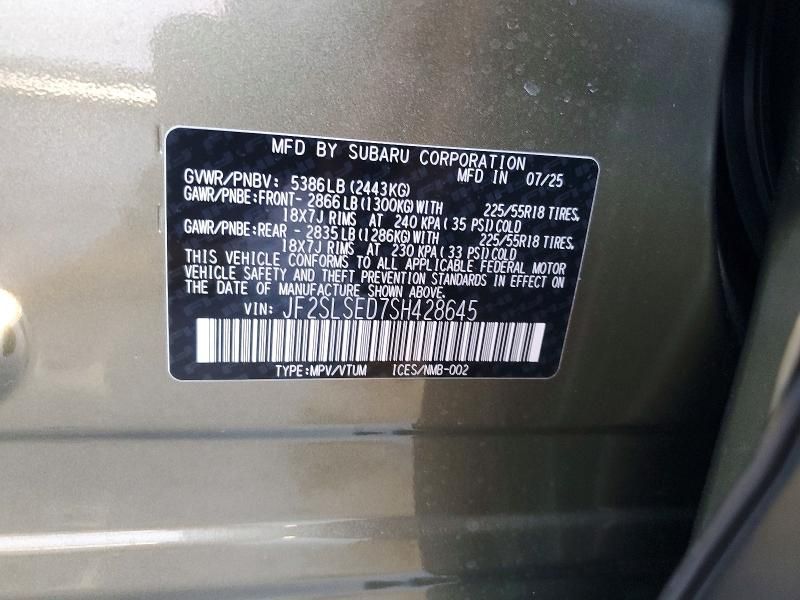 MFD BY SUBARU CORPORATION
GVWR/PNBV: 5386LB(2443KG) MFD IN 07/25
GAWR/PNBE:FRONT- 2866LB(1300KG)WITH 225/55R18 TIRES,
18X7J RIMS AT 240 KPA(35 PSI)COLD
GAWR/PNBE:REAR - 2835LB(1286KG)WITH 225/55R18 TIRES,
18X7J RIMS AT 230 KPA(33 PSI)COLD
THIS VEHICLE CONFORMS TO ALL APPLICABLE FEDERAL MOTOR
VEHICLE SAFETY AND THEFT PREVENTION STANDARDS IN EFFECT ON
THE DATE OF MANUFACTURE SHOWN ABOVE.
VIN: JF2SLSED7SH428645
TYPE:MPV/VTUM ICES/NMB-002